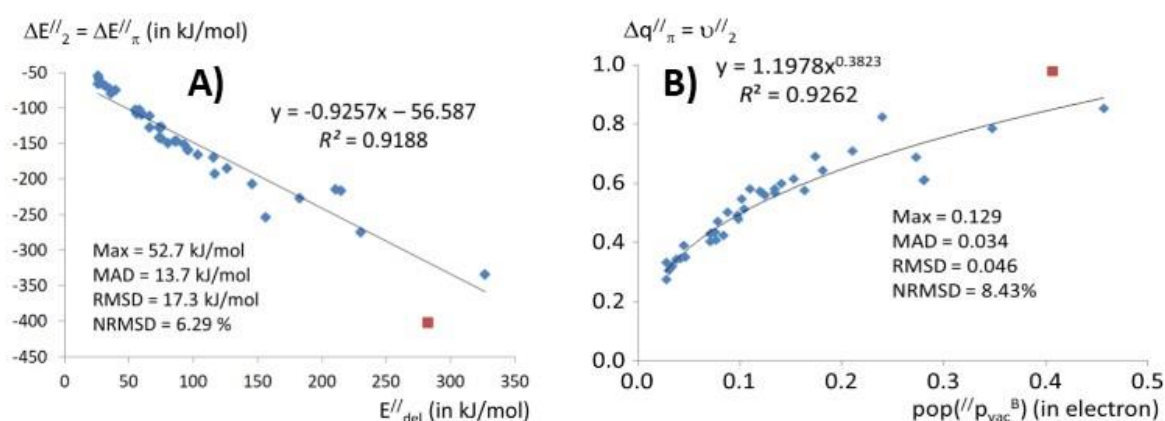 ΔE//2 = ΔE//π (in kJ/mol)
A)
y = -0.9257x – 56.587
R² = 0.9188
-50
-100
-150
-200
-250
-300
-350
-400
-450
Max = 52.7 kJ/mol
MAD = 13.7 kJ/mol
RMSD = 17.3 kJ/mol
NRMSD = 6.29 %
0 50 100 150 200 250 300 350
E//del (in kJ/mol)
Δq//π = υ//2
B)
y = 1.1978x^0.3823
R² = 0.9262
1.0
0.8
0.6
0.4
0.2
0.0
Max = 0.129
MAD = 0.034
RMSD = 0.046
NRMSD = 8.43%
0.0 0.1 0.2 0.3 0.4 0.5
pop(//pvacB) (in electron)